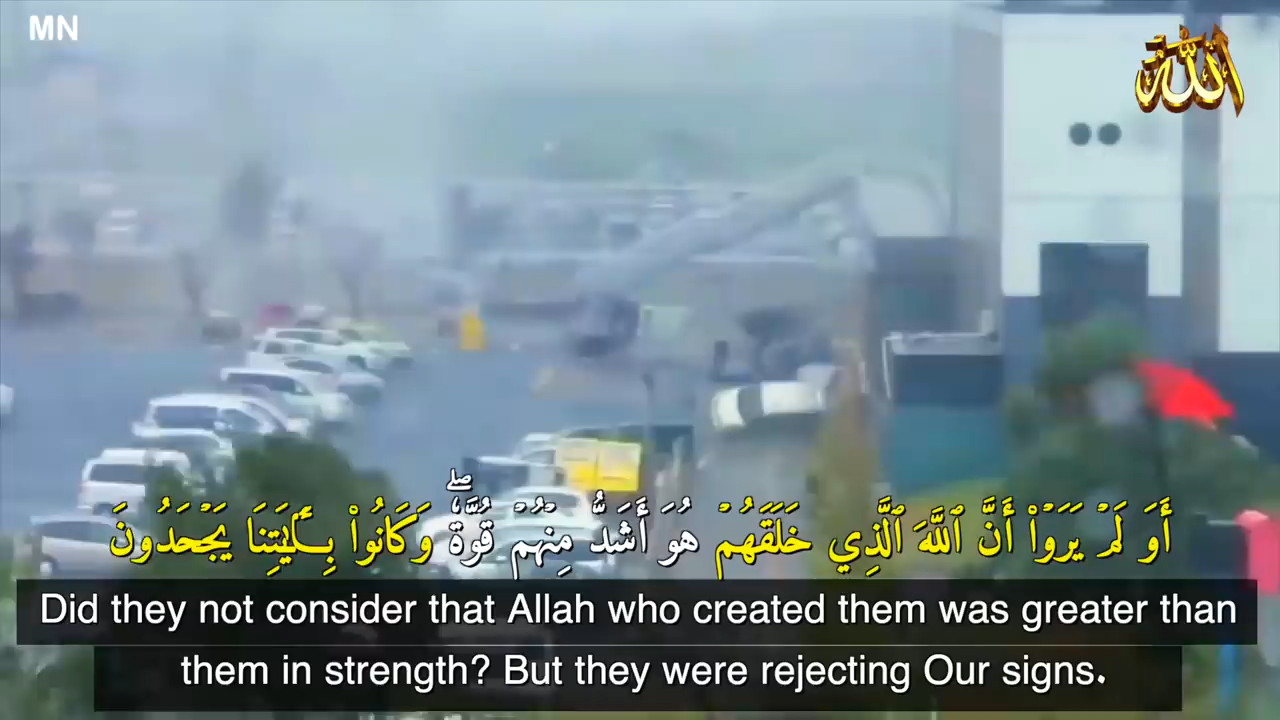 MN
الله
أَوَ لَمْ يَرَوْا۟ أَنَّ ٱللَّهَ ٱلَّذِي خَلَقَهُمْ هُوَ أَشَدُّ مِنْهُمْ قُوَّةًۖ وَكَانُوا۟ بِـَٔايَٰتِنَا يَجْحَدُونَ
Did they not consider that Allah who created them was greater than
them in strength? But they were rejecting Our signs.